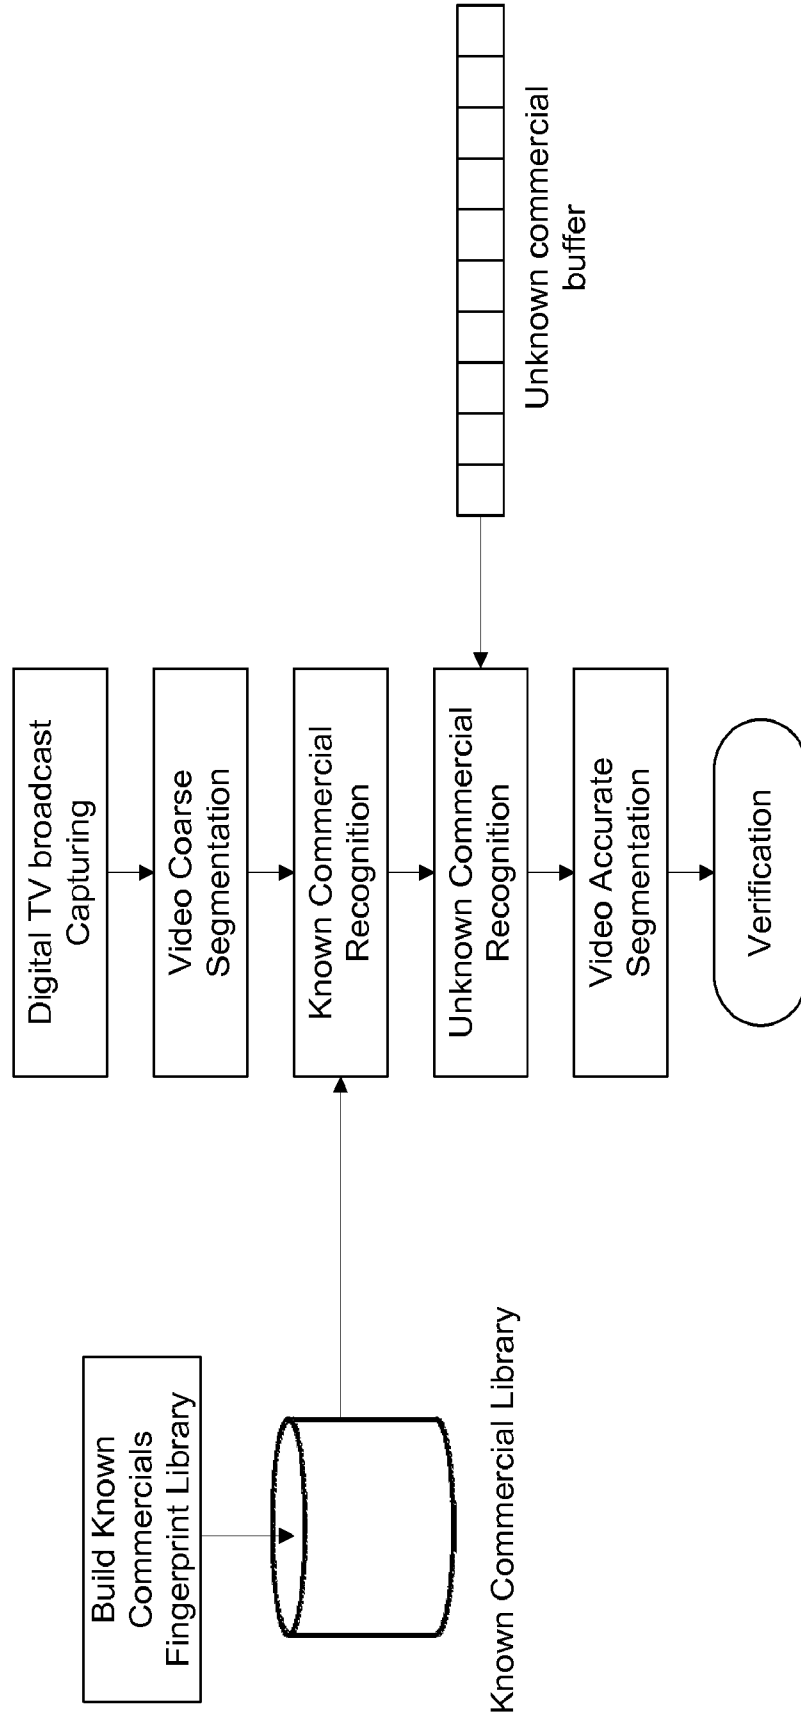 Build Known
Commercials
Fingerprint Library
Known Commercial Library
Digital TV broadcast
Capturing
Video Coarse
Segmentation
Known Commercial
Recognition
Unknown Commercial
Recognition
Video Accurate
Segmentation
Verification
Unknown commercial
buffer